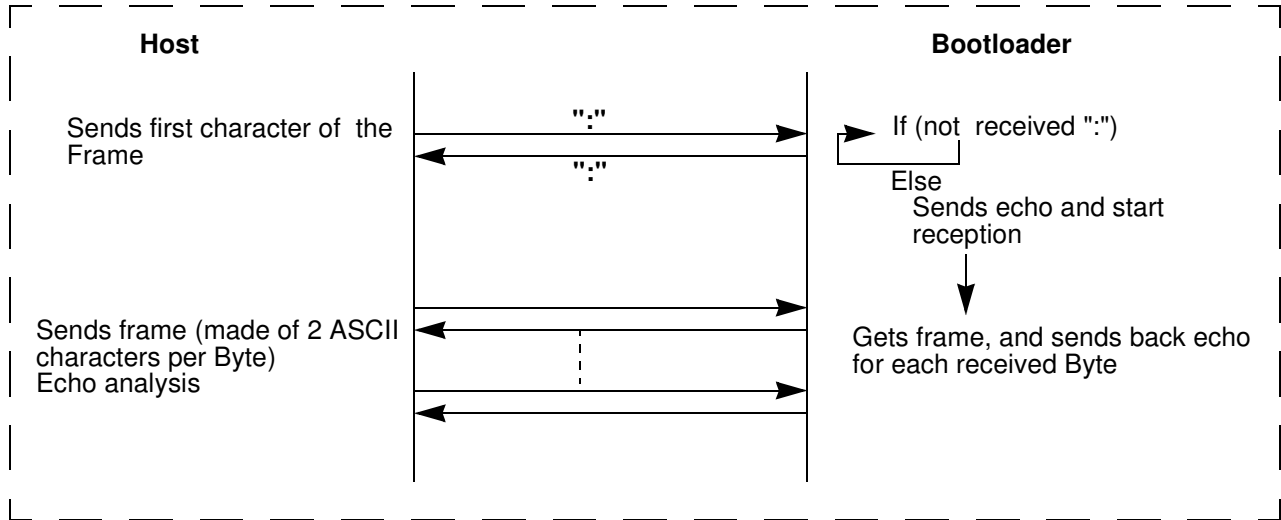 Host
Bootloader
Sends first character of the
Frame
":"
":"
If (not received ":")
Else
Sends echo and start
reception
Sends frame (made of 2 ASCII
characters per Byte)
Echo analysis
Gets frame, and sends back echo
for each received Byte